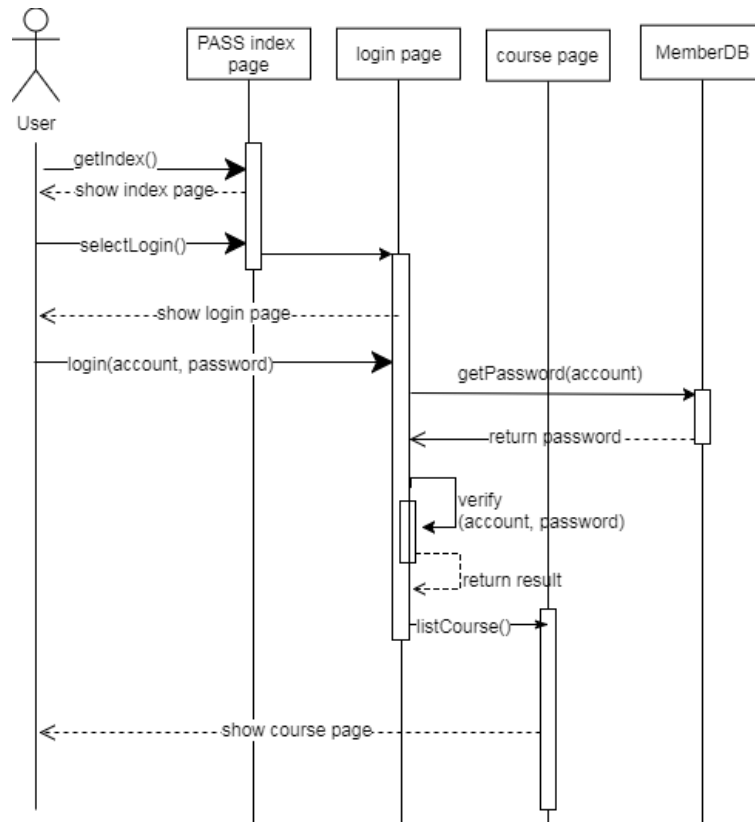 PASS index
page
login page
course page
MemberDB
User
getIndex()
show index page
selectLogin()
show login page
login(account, password)
getPassword(account)
return password
verify
(account, password)
return result
listCourse()
show course page